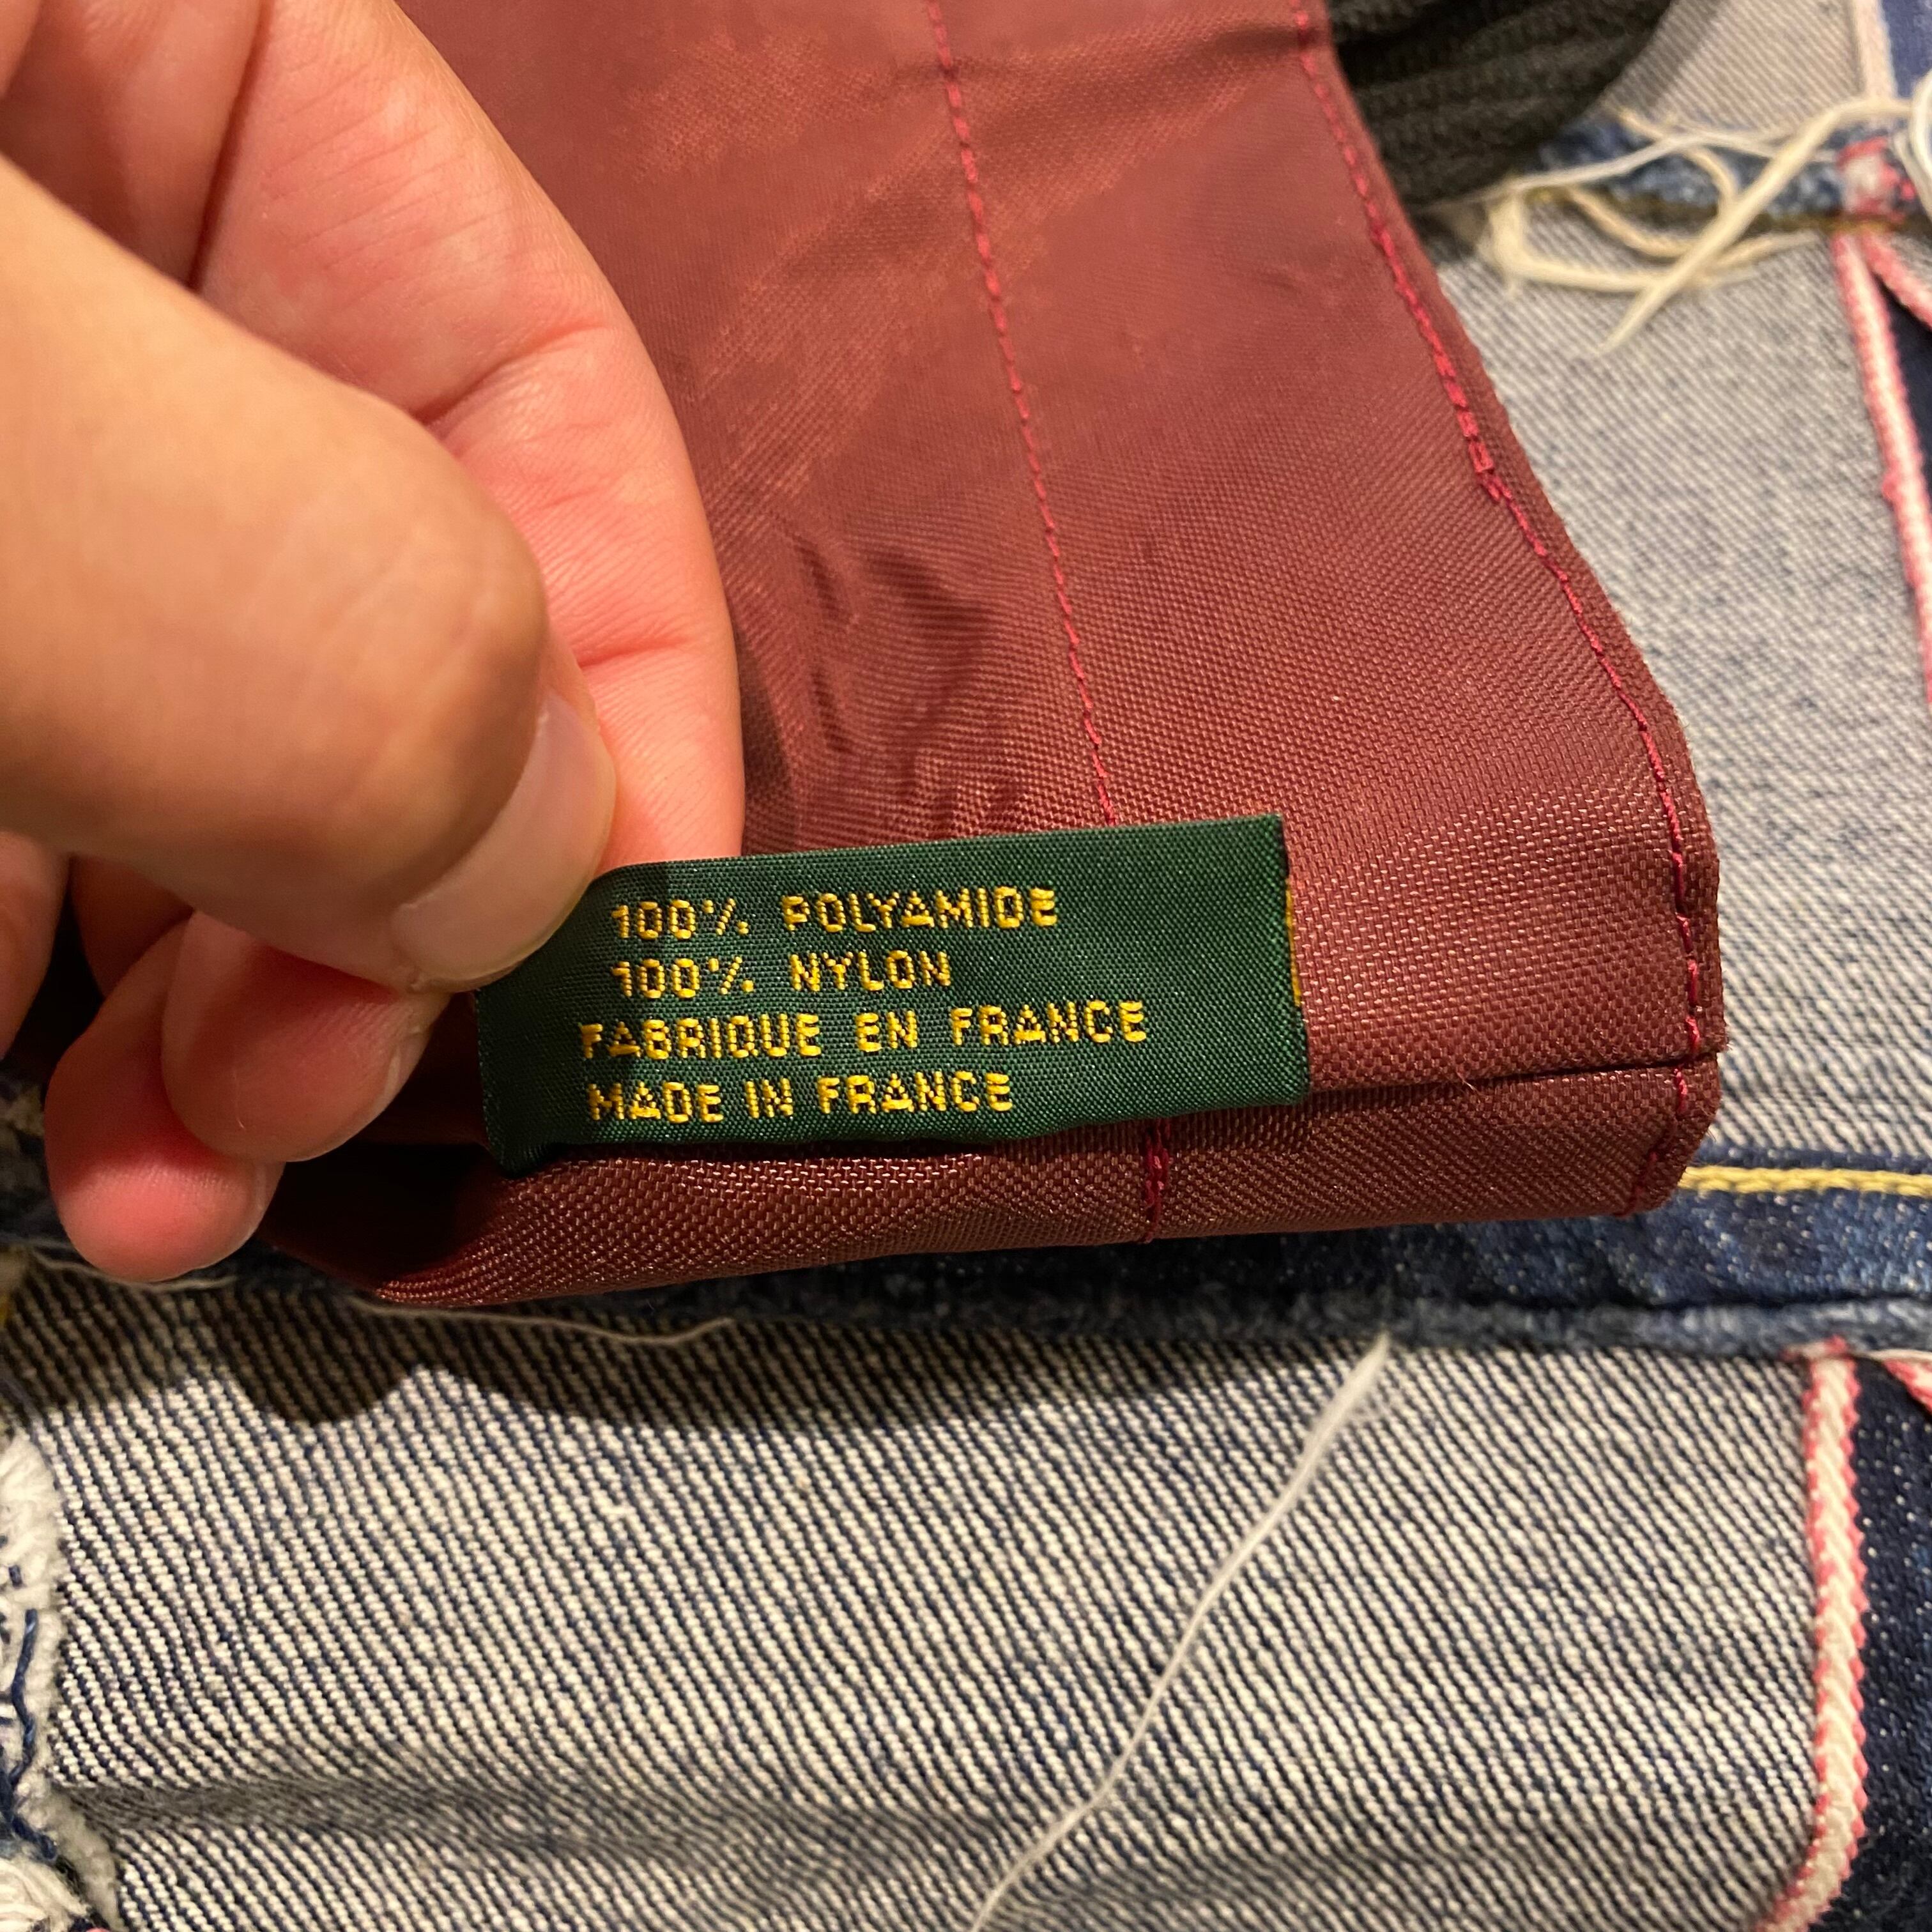 100% POLYAMIDE
100% NYLON
FABRIQUE EN FRANCE
MADE IN FRANCE